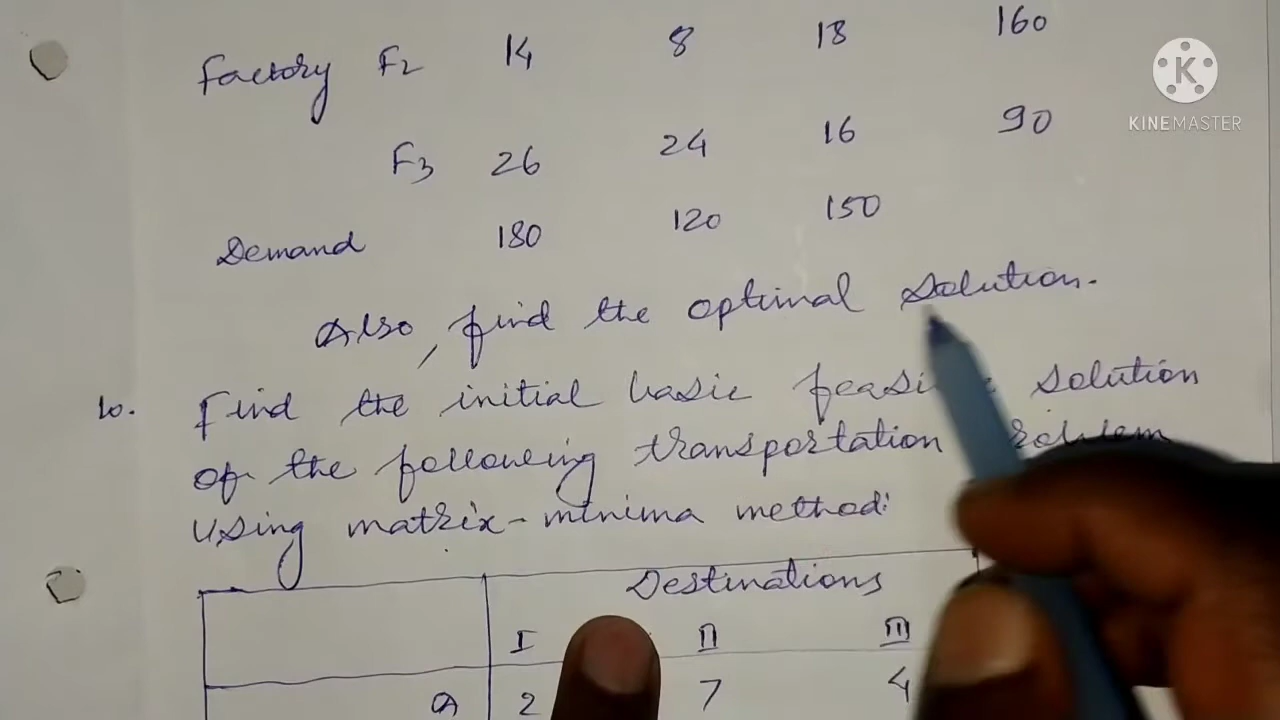 Factory F2 14 8 18 160
F3 26 24 16 90
Demand 180 120 150
Also, find the optimal solution.
10. Find the initial basic solution
of the following transportation
using matrix-minima method:
Destinations
I II III
A 2 7 4
K
KINEMASTER